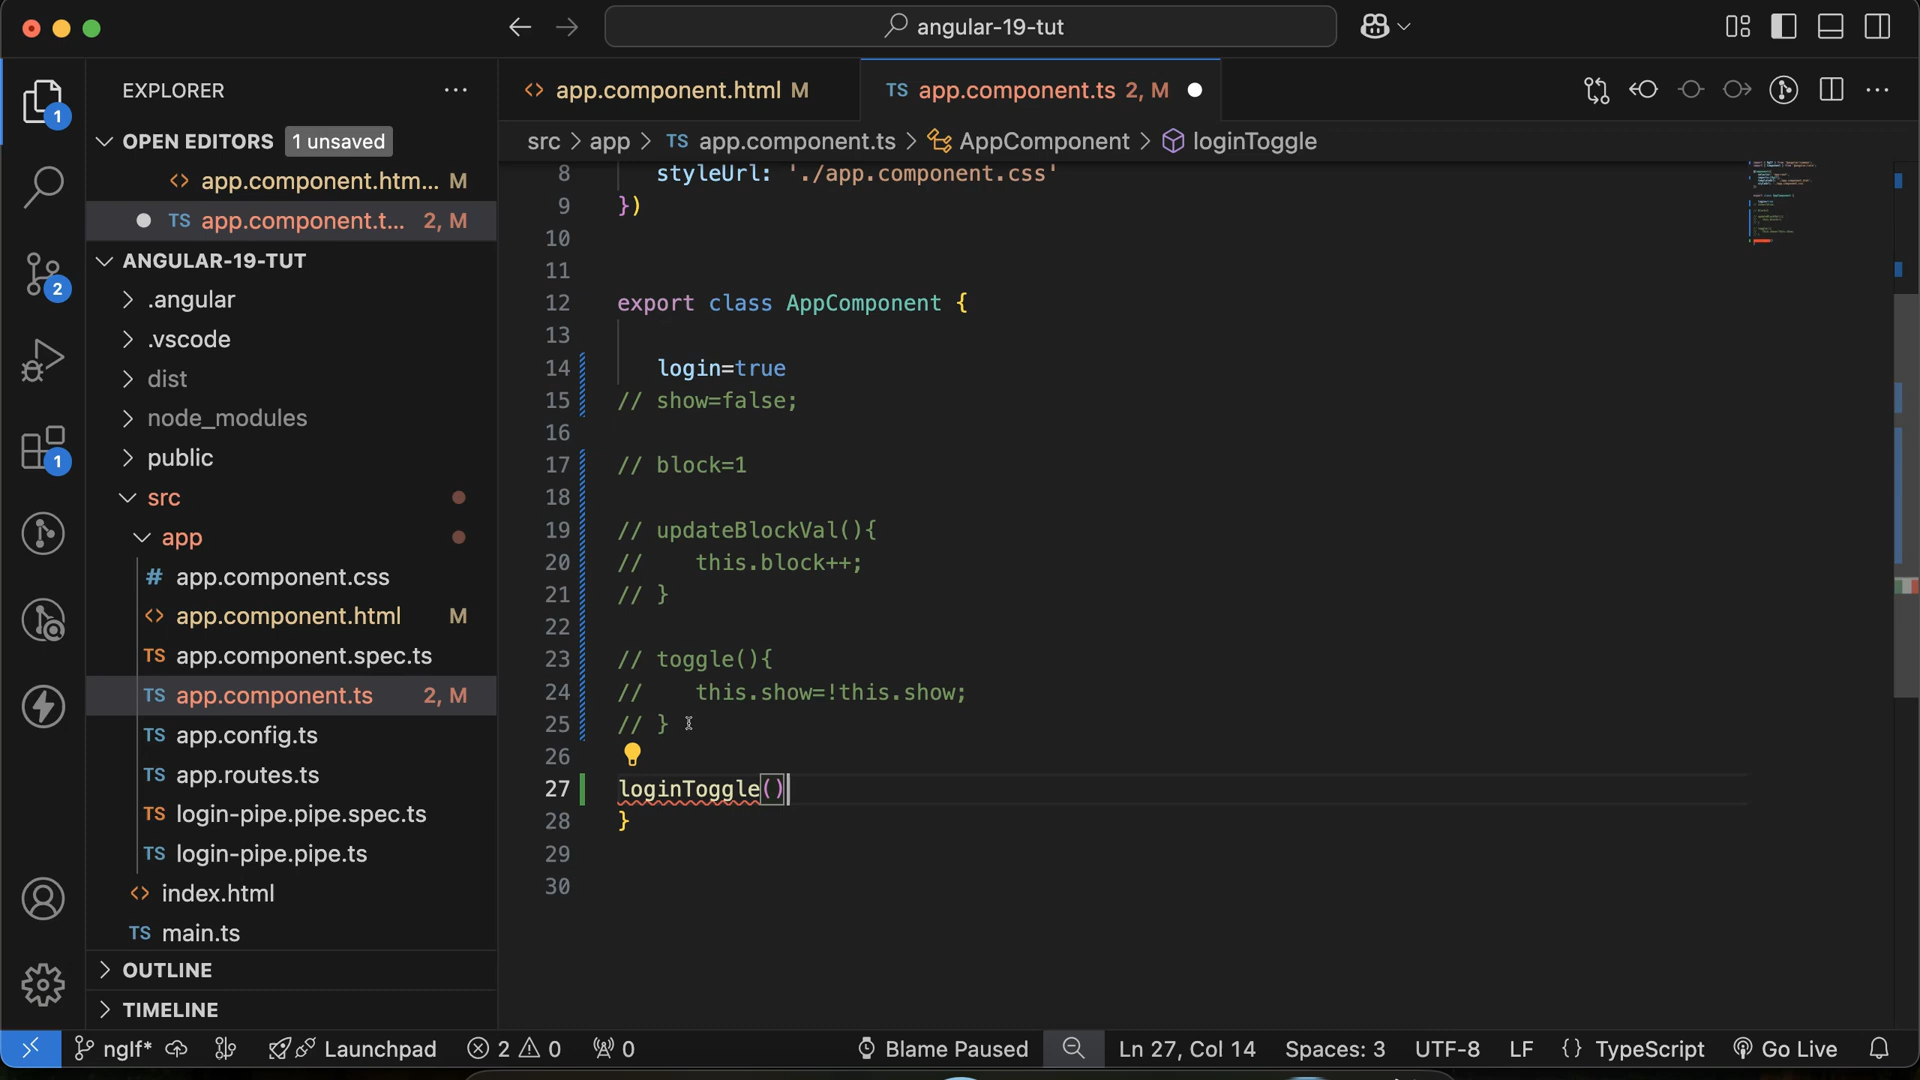 angular-19-tut
EXPLORER
OPEN EDITORS 1 unsaved
app.component.htm... M
TS app.component.t... 2, M
ANGULAR-19-TUT
.angular
.vscode
dist
node_modules
public
src
app
# app.component.css
<> app.component.html M
TS app.component.spec.ts
TS app.component.ts 2, M
TS app.config.ts
TS app.routes.ts
TS login-pipe.pipe.spec.ts
TS login-pipe.pipe.ts
<> index.html
TS main.ts
OUTLINE
TIMELINE
1
2
1
<> app.component.html M
TS app.component.ts 2, M
src > app > TS app.component.ts > AppComponent > loginToggle
8 styleUrl: './app.component.css'
9 })
10
11
12 export class AppComponent {
13
14 login=true
15 // show=false;
16
17 // block=1
18
19 // updateBlockVal(){
20 // this.block++;
21 // }
22
23 // toggle(){
24 // this.show=!this.show;
25 // }
26
27 loginToggle()
28 }
29
30
ngIf* Launchpad 2 0 0 Blame Paused Ln 27, Col 14 Spaces: 3 UTF-8 LF {} TypeScript Go Live